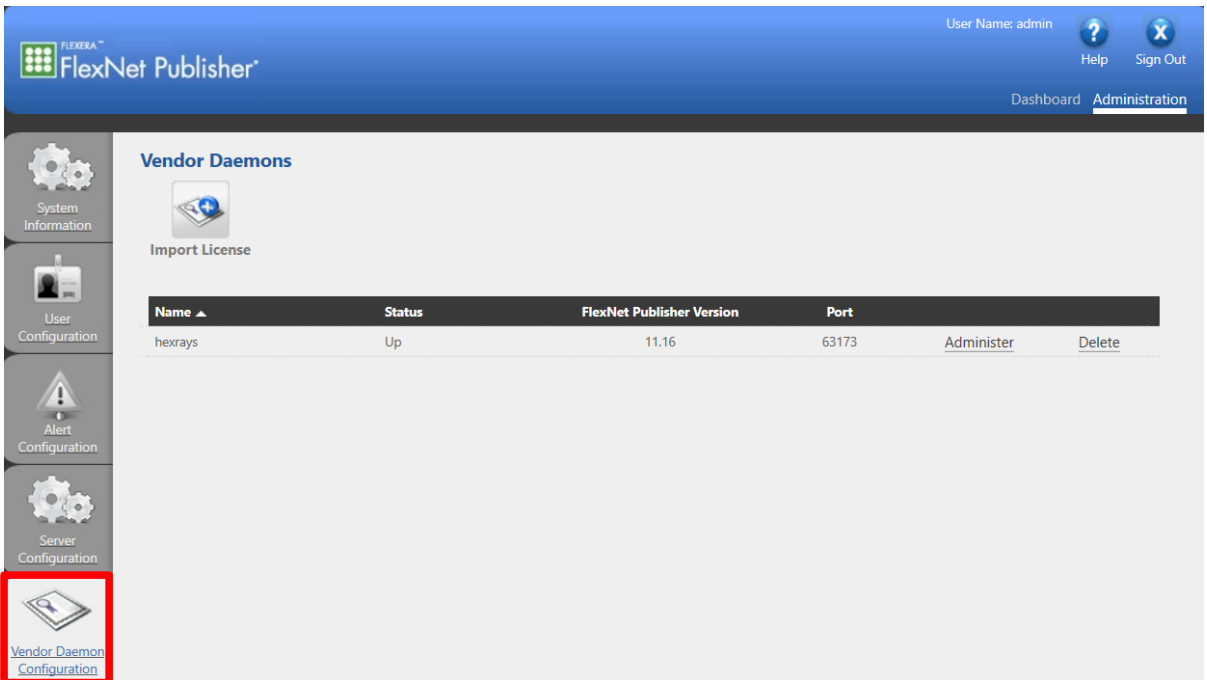 User Name: admin
FLEXERA™
FlexNet Publisher®
?
X
Help
Sign Out
Dashboard Administration
Vendor Daemons
Import License
System
Information
User
Configuration
Alert
Configuration
Server
Configuration
Vendor Daemon
Configuration
Name ▲ Status FlexNet Publisher Version Port
hexrays Up 11.16 63173 Administer Delete